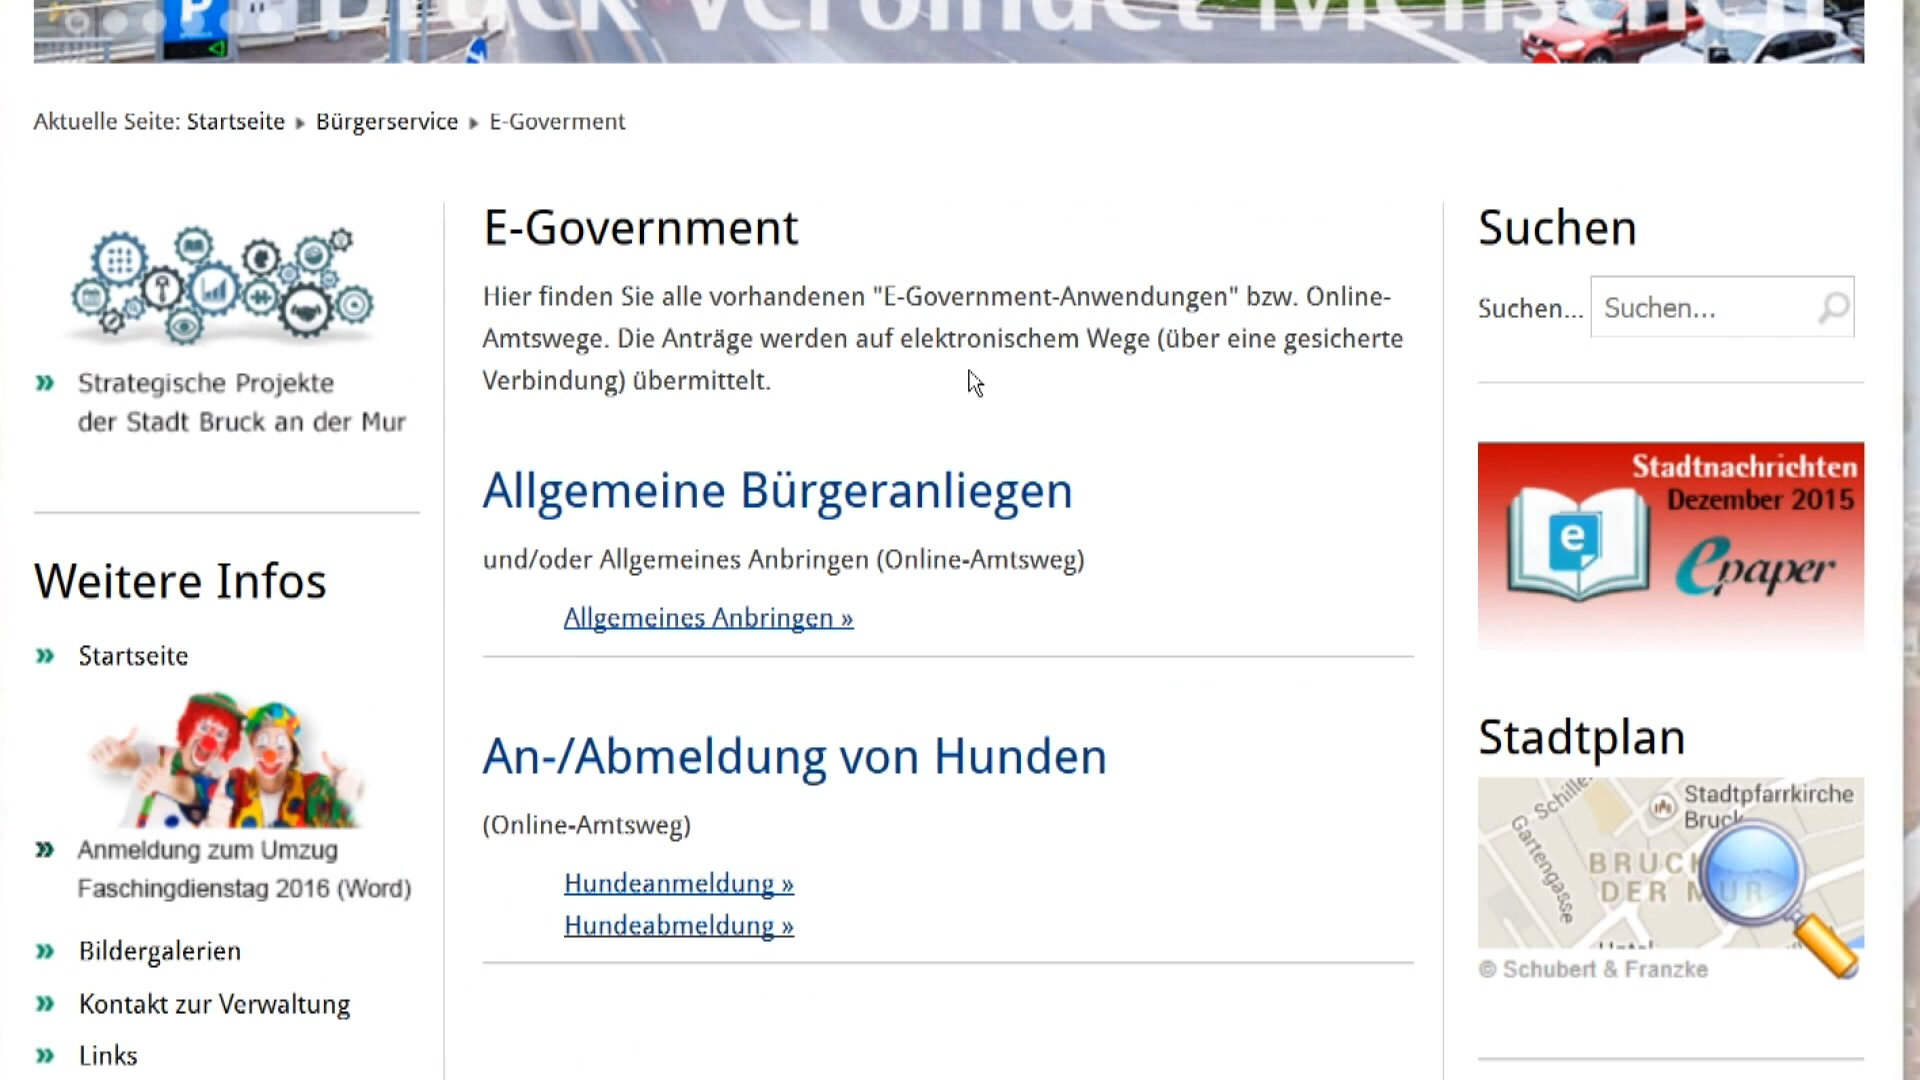 Bruck verbindet Menschen
Aktuelle Seite: Startseite Bürgerservice E-Goverment
Strategische Projekte
der Stadt Bruck an der Mur
Weitere Infos
Startseite
Anmeldung zum Umzug
Faschingdienstag 2016 (Word)
Bildergalerien
Kontakt zur Verwaltung
Links
E-Government
Hier finden Sie alle vorhandenen "E-Government-Anwendungen" bzw. Online-
Amtswege. Die Anträge werden auf elektronischem Wege (über eine gesicherte
Verbindung) übermittelt.
Allgemeine Bürgeranliegen
und/oder Allgemeines Anbringen (Online-Amtsweg)
Allgemeines Anbringen »
An-/Abmeldung von Hunden
(Online-Amtsweg)
Hundeanmeldung »
Hundeabmeldung »
Suchen
Suchen... Suchen...
Stadtnachrichten
Dezember 2015
e
epaper
Stadtplan
Schille
Stadtpfarrkirche
Bruck
Gartengasse
BRUCK
DER MUR
© Schubert & Franzke